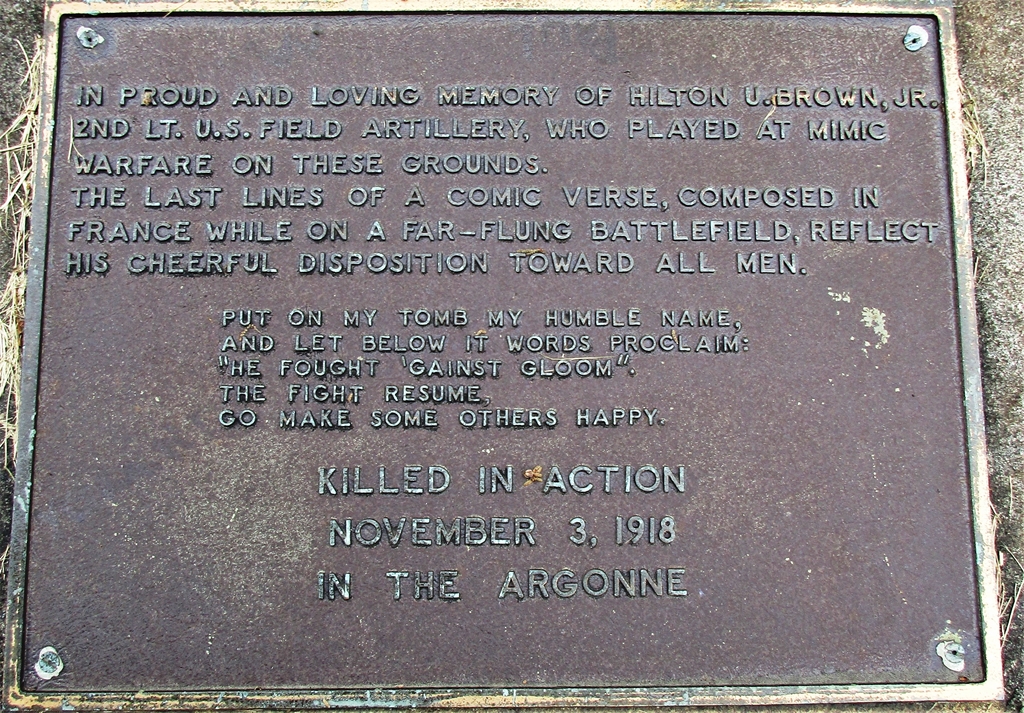 IN PROUD AND LOVING MEMORY OF HILTON U. BROWN, JR.
2ND LT. U.S. FIELD ARTILLERY, WHO PLAYED AT MIMIC
WARFARE ON THESE GROUNDS.
THE LAST LINES OF A COMIC VERSE, COMPOSED IN
FRANCE WHILE ON A FAR-FLUNG BATTLEFIELD, REFLECT
HIS CHEERFUL DISPOSITION TOWARD ALL MEN.
PUT ON MY TOMB MY HUMBLE NAME,
AND LET BELOW IT WORDS PROCLAIM:
"HE FOUGHT 'GAINST GLOOM".
THE FIGHT RESUME,
GO MAKE SOME OTHERS HAPPY.
KILLED IN ACTION
NOVEMBER 3, 1918
IN THE ARGONNE